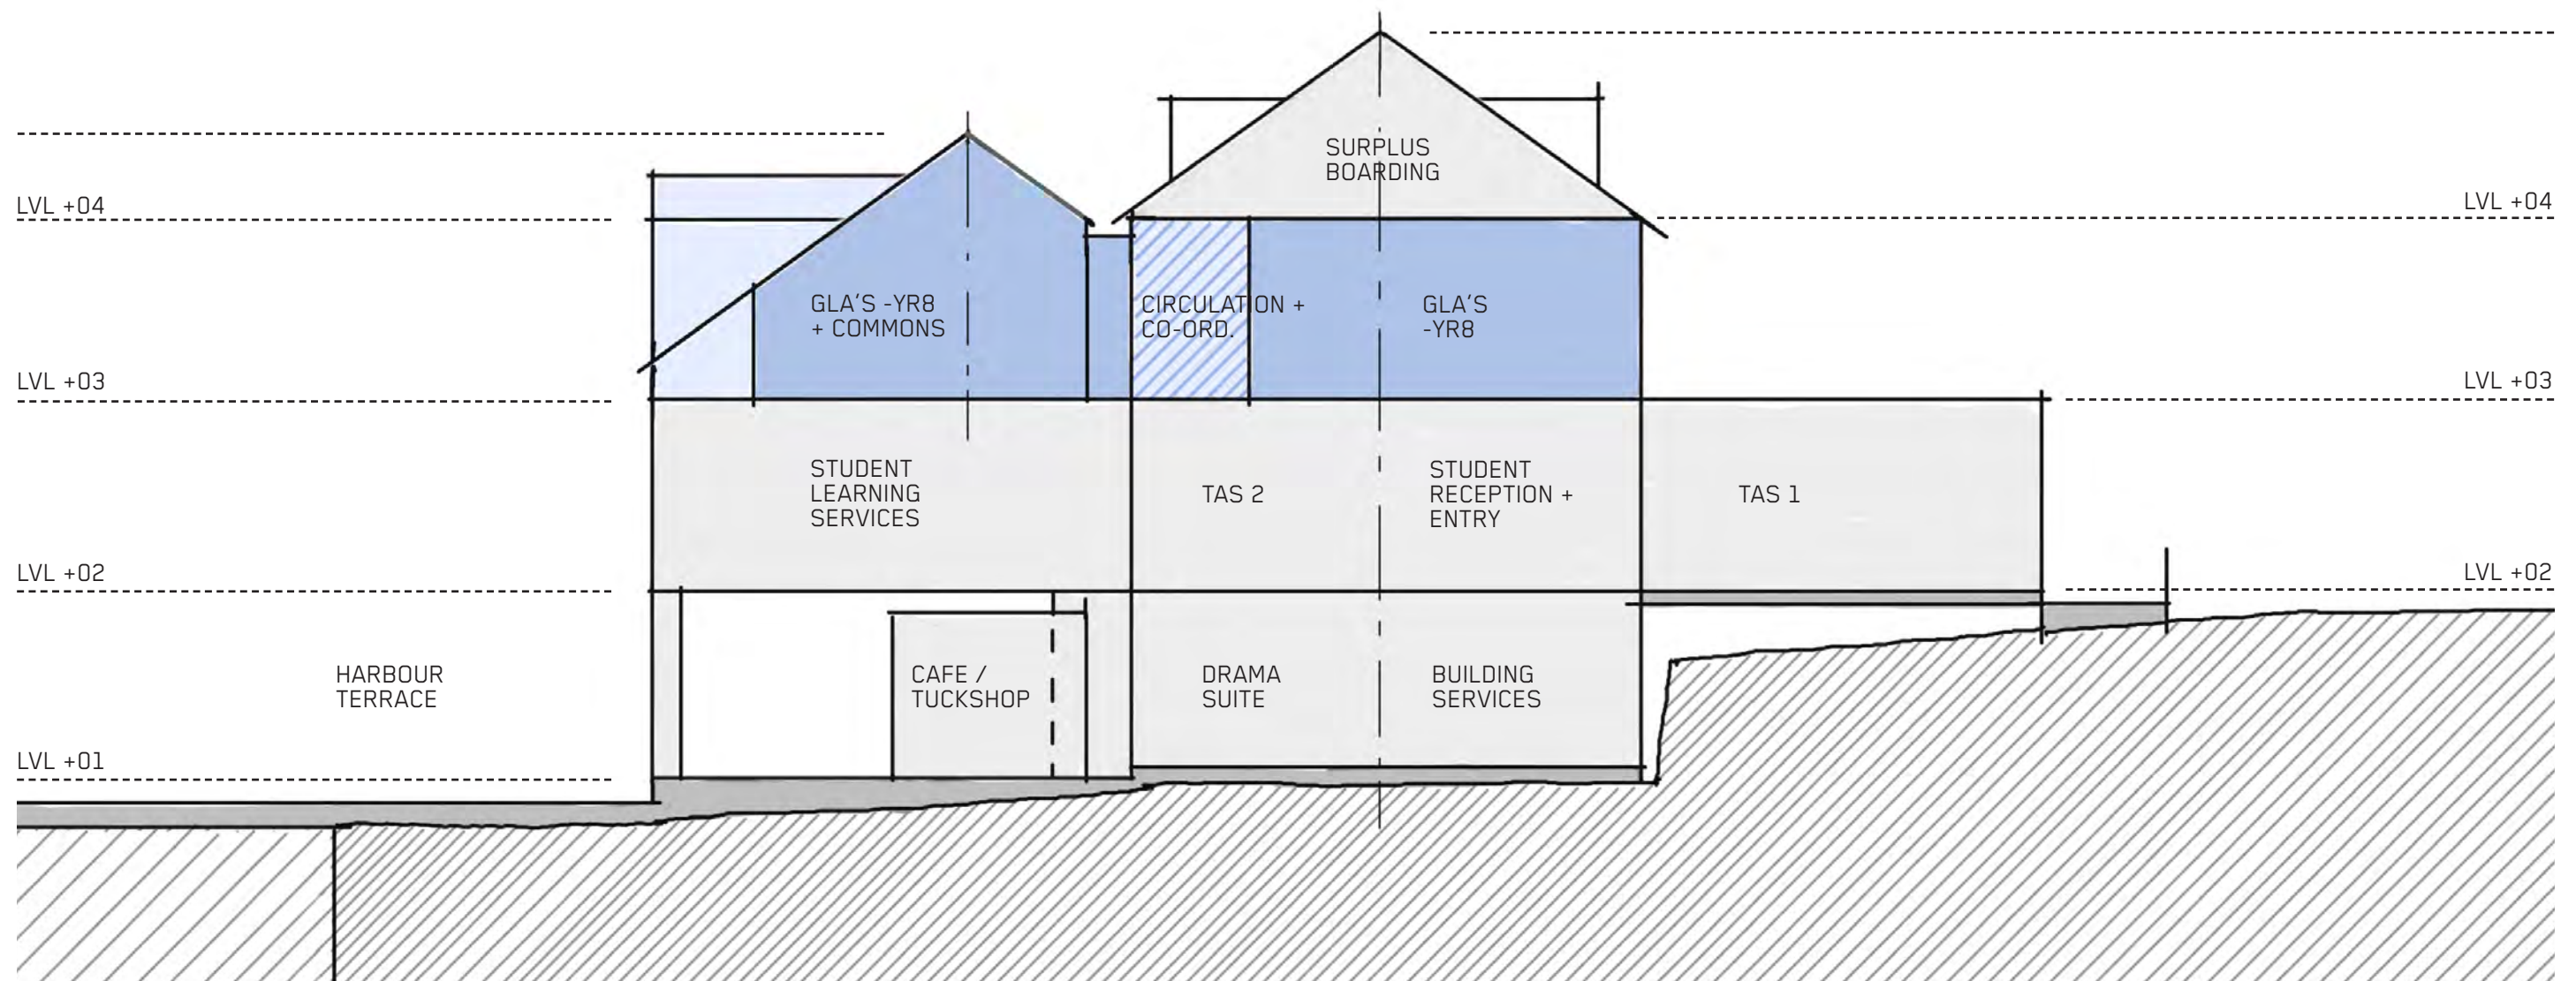 SURPLUS
BOARDING
LVL +04
LVL +04
GLA'S -YR8
+ COMMONS
CIRCULATION +
CO-ORD.
GLA'S
-YR8
LVL +03
LVL +03
STUDENT
LEARNING
SERVICES
TAS 2
STUDENT
RECEPTION +
ENTRY
TAS 1
LVL +02
LVL +02
HARBOUR
TERRACE
CAFE /
TUCKSHOP
DRAMA
SUITE
BUILDING
SERVICES
LVL +01